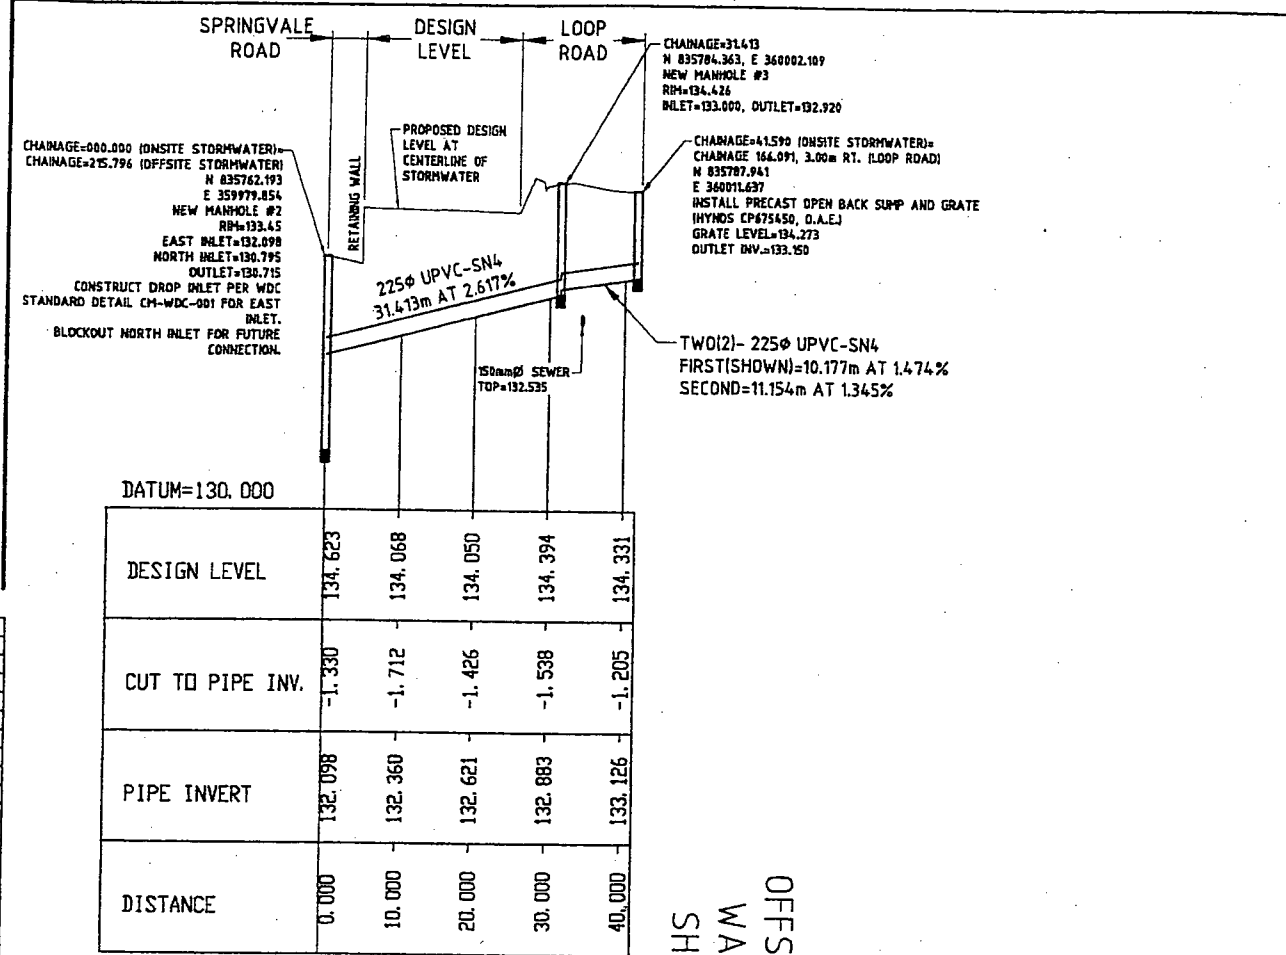 SPRINGVALE
ROAD
DESIGN
LEVEL
LOOP
ROAD
CHAINAGE=31.413
N 835784.363, E 360002.109
NEW MANHOLE #3
RIM=134.426
INLET=133.000, OUTLET=132.920
CHAINAGE=000.000 (ONSITE STORMWATER)=
CHAINAGE=215.796 (OFFSITE STORMWATER)
N 835762.193
E 359979.854
NEW MANHOLE #2
RIM=133.45
EAST INLET=132.098
NORTH INLET=130.795
OUTLET=130.715
CONSTRUCT DROP INLET PER WDC
STANDARD DETAIL CM-WDC-001 FOR EAST
INLET.
BLOCKOUT NORTH INLET FOR FUTURE
CONNECTION.
RETAINING WALL
PROPOSED DESIGN
LEVEL AT
CENTERLINE OF
STORMWATER
CHAINAGE=41.590 (ONSITE STORMWATER)=
CHAINAGE 166.091, 3.00m RT. (LOOP ROAD)
N 835787.941
E 360011.637
INSTALL PRECAST OPEN BACK SUMP AND GRATE
(HYNDS CP675450, O.A.E.)
GRATE LEVEL=134.273
OUTLET INV.=133.150
225Φ UPVC-SN4
31.413m AT 2.617%
150mmØ SEWER
TOP=132.535
TWO(2)- 225Φ UPVC-SN4
FIRST(SHOWN)=10.177m AT 1.474%
SECOND=11.154m AT 1.345%
DATUM=130.000
DESIGN LEVEL 134.623 134.068 134.050 134.394 134.331
CUT TO PIPE INV. -1.330 -1.712 -1.426 -1.538 -1.205
PIPE INVERT 132.098 132.360 132.621 132.883 133.126
DISTANCE 0.000 10.000 20.000 30.000 40.000
OFFS
WA
SH